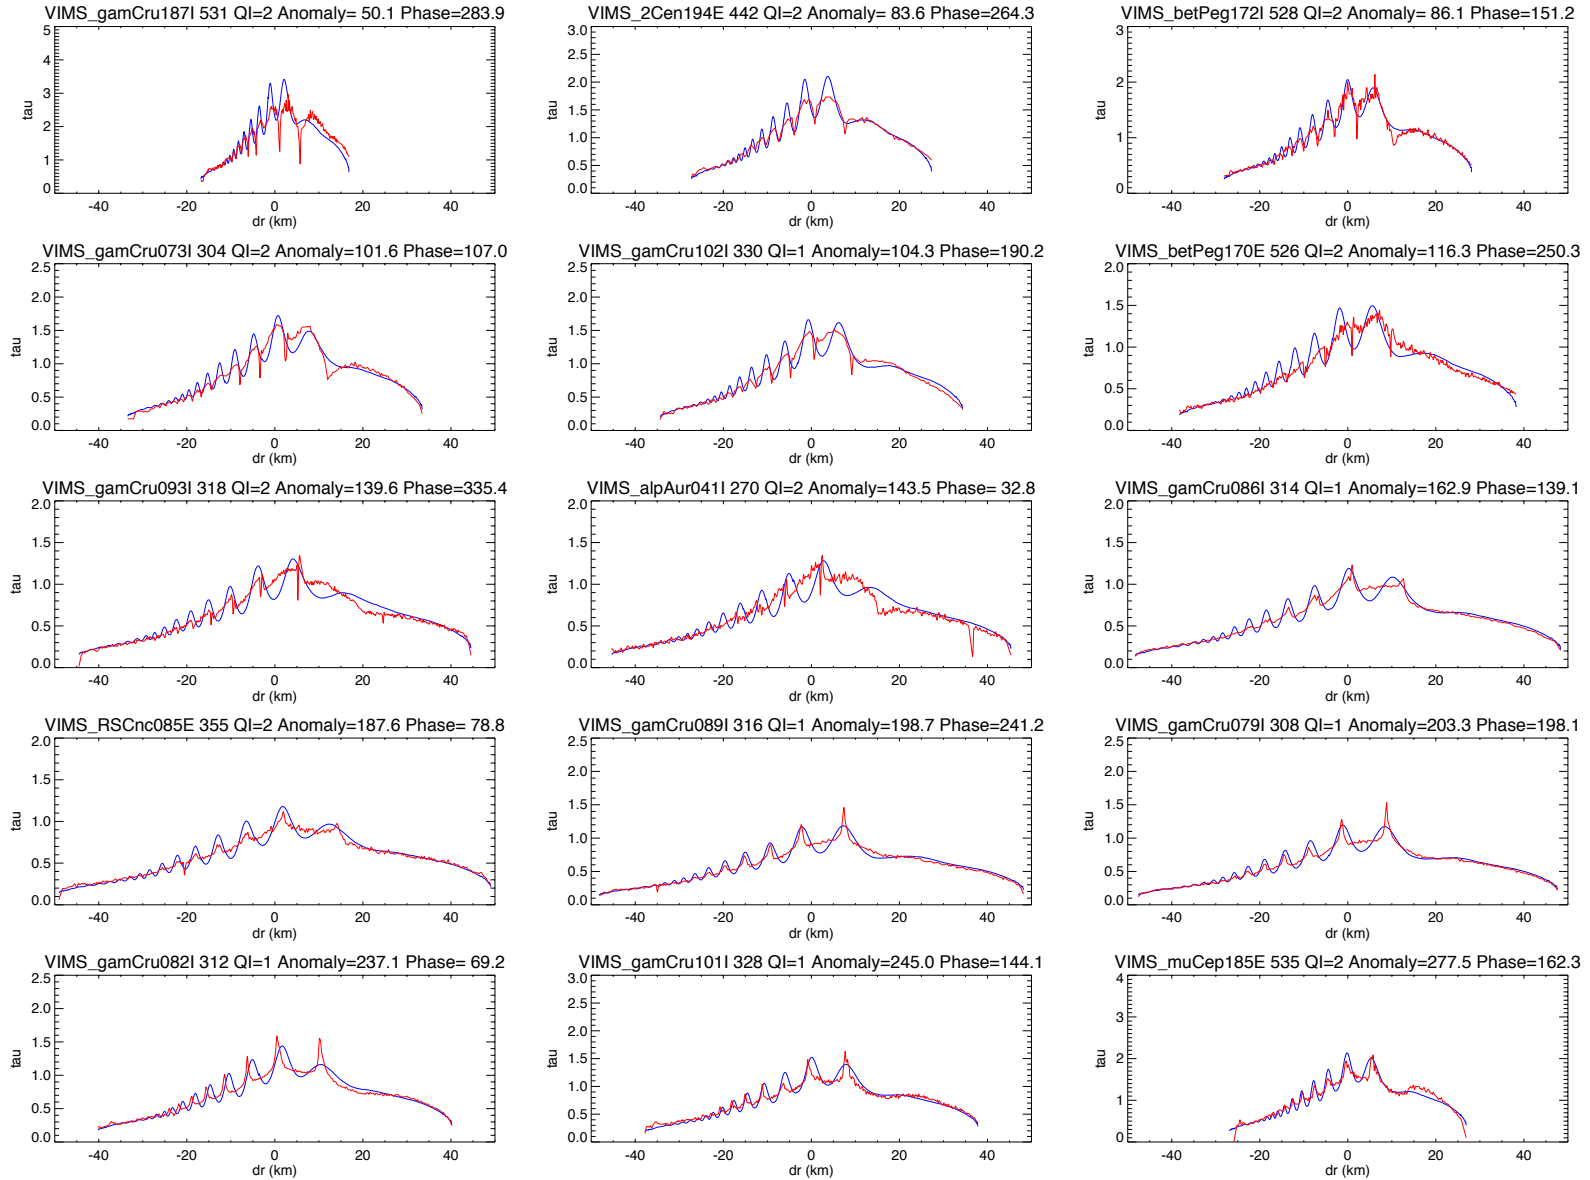 VIMS_gamCru187I 531 QI=2 Anomaly= 50.1 Phase=283.9
5
4
3
2
1
0
tau
-40 -20 0 20 40
dr (km)
VIMS_2Cen194E 442 QI=2 Anomaly= 83.6 Phase=264.3
3.0
2.5
2.0
1.5
1.0
0.5
0.0
tau
-40 -20 0 20 40
dr (km)
VIMS_betPeg172I 528 QI=2 Anomaly= 86.1 Phase=151.2
3
2
1
0
tau
-40 -20 0 20 40
dr (km)
VIMS_gamCru073I 304 QI=2 Anomaly=101.6 Phase=107.0
2.5
2.0
1.5
1.0
0.5
0.0
tau
-40 -20 0 20 40
dr (km)
VIMS_gamCru102I 330 QI=1 Anomaly=104.3 Phase=190.2
2.5
2.0
1.5
1.0
0.5
0.0
tau
-40 -20 0 20 40
dr (km)
VIMS_betPeg170E 526 QI=2 Anomaly=116.3 Phase=250.3
2.0
1.5
1.0
0.5
0.0
tau
-40 -20 0 20 40
dr (km)
VIMS_gamCru093I 318 QI=2 Anomaly=139.6 Phase=335.4
2.0
1.5
1.0
0.5
0.0
tau
-40 -20 0 20 40
dr (km)
VIMS_alpAur041I 270 QI=2 Anomaly=143.5 Phase= 32.8
2.0
1.5
1.0
0.5
0.0
tau
-40 -20 0 20 40
dr (km)
VIMS_gamCru086I 314 QI=1 Anomaly=162.9 Phase=139.1
2.0
1.5
1.0
0.5
0.0
tau
-40 -20 0 20 40
dr (km)
VIMS_RSCnc085E 355 QI=2 Anomaly=187.6 Phase= 78.8
2.0
1.5
1.0
0.5
0.0
tau
-40 -20 0 20 40
dr (km)
VIMS_gamCru089I 316 QI=1 Anomaly=198.7 Phase=241.2
2.5
2.0
1.5
1.0
0.5
0.0
tau
-40 -20 0 20 40
dr (km)
VIMS_gamCru079I 308 QI=1 Anomaly=203.3 Phase=198.1
2.5
2.0
1.5
1.0
0.5
0.0
tau
-40 -20 0 20 40
dr (km)
VIMS_gamCru082I 312 QI=1 Anomaly=237.1 Phase= 69.2
2.5
2.0
1.5
1.0
0.5
0.0
tau
-40 -20 0 20 40
dr (km)
VIMS_gamCru101I 328 QI=1 Anomaly=245.0 Phase=144.1
3.0
2.5
2.0
1.5
1.0
0.5
0.0
tau
-40 -20 0 20 40
dr (km)
VIMS_muCep185E 535 QI=2 Anomaly=277.5 Phase=162.3
4
3
2
1
0
tau
-40 -20 0 20 40
dr (km)